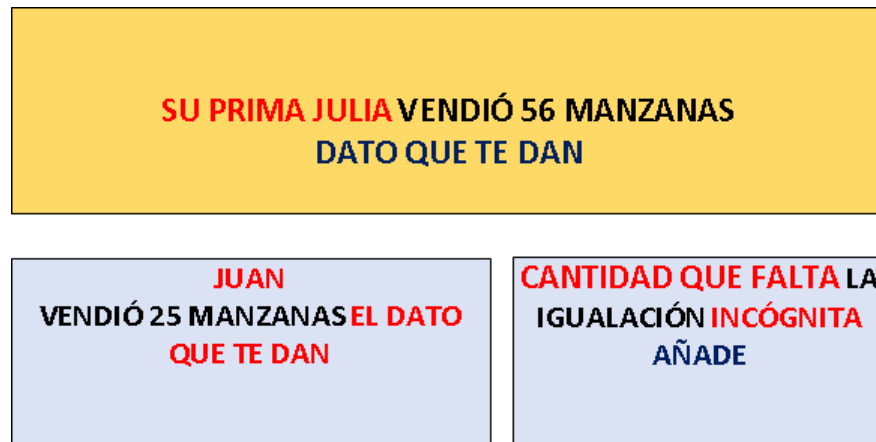 SU PRIMA JULIA VENDIÓ 56 MANZANAS
DATO QUE TE DAN
JUAN
VENDIÓ 25 MANZANAS EL DATO
QUE TE DAN
CANTIDAD QUE FALTA LA
IGUALACIÓN INCÓGNITA
AÑADE